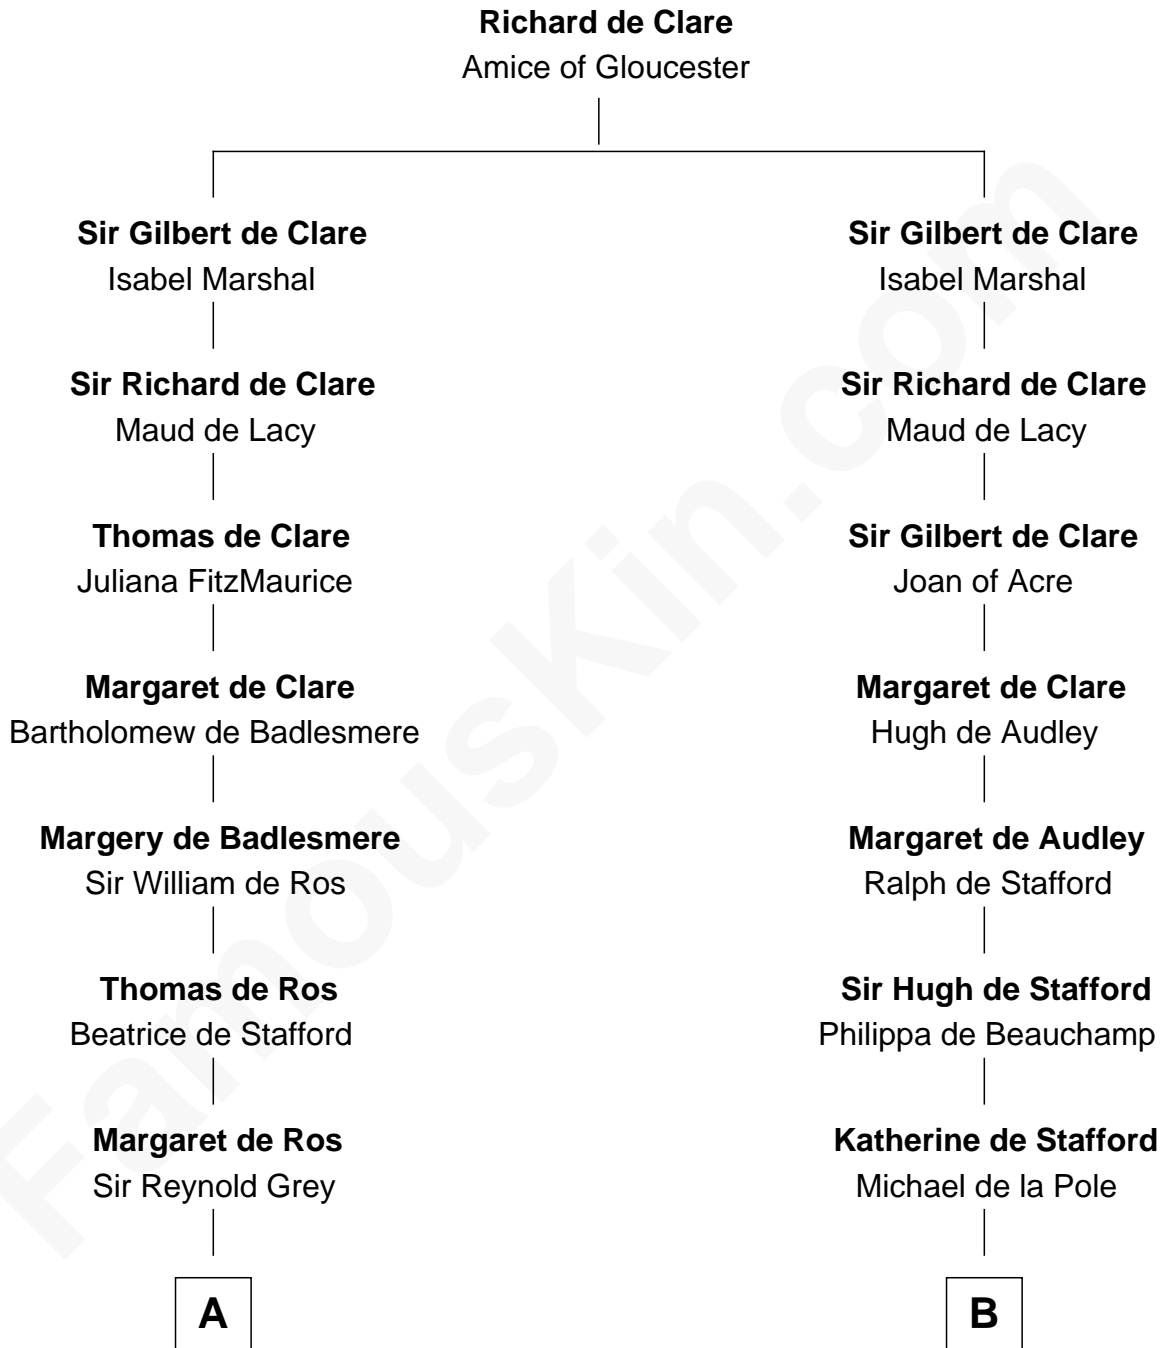 Richard de Clare
Amice of Gloucester
Sir Gilbert de Clare
Isabel Marshal
Sir Richard de Clare
Maud de Lacy
Thomas de Clare
Juliana FitzMaurice
Margaret de Clare
Bartholomew de Badlesmere
Margery de Badlesmere
Sir William de Ros
Thomas de Ros
Beatrice de Stafford
Margaret de Ros
Sir Reynold Grey
A
Sir Gilbert de Clare
Isabel Marshal
Sir Richard de Clare
Maud de Lacy
Sir Gilbert de Clare
Joan of Acre
Margaret de Clare
Hugh de Audley
Margaret de Audley
Ralph de Stafford
Sir Hugh de Stafford
Philippa de Beauchamp
Katherine de Stafford
Michael de la Pole
B
FamousKin.com